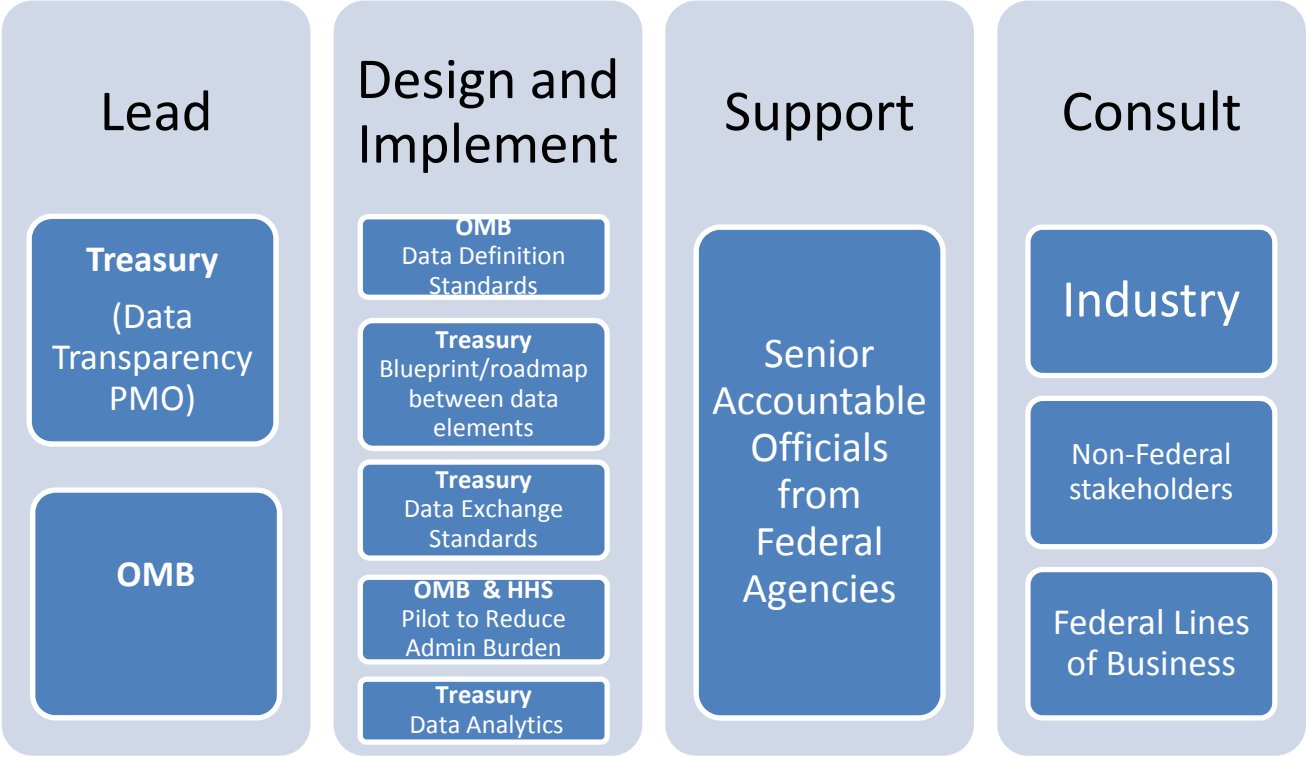 Lead
Treasury
(Data
Transparency
PMO)
OMB
Design and
Implement
OMB
Data Definition
Standards
Treasury
Blueprint/roadmap
between data
elements
Treasury
Data Exchange
Standards
OMB & HHS
Pilot to Reduce
Admin Burden
Treasury
Data Analytics
Support
Senior
Accountable
Officials
from
Federal
Agencies
Consult
Industry
Non-Federal
stakeholders
Federal Lines
of Business